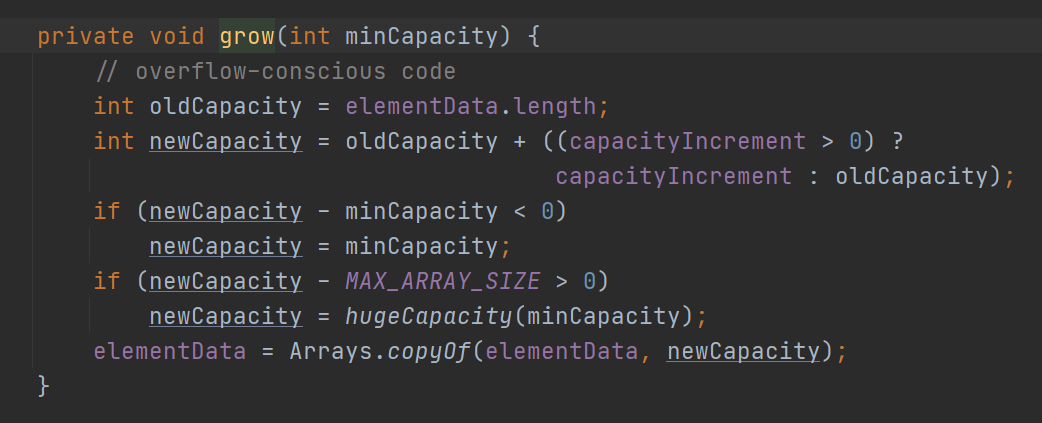 private void grow(int minCapacity) {
    // overflow-conscious code
    int oldCapacity = elementData.length;
    int newCapacity = oldCapacity + ((capacityIncrement > 0) ?
                                     capacityIncrement : oldCapacity);
    if (newCapacity - minCapacity < 0)
        newCapacity = minCapacity;
    if (newCapacity - MAX_ARRAY_SIZE > 0)
        newCapacity = hugeCapacity(minCapacity);
    elementData = Arrays.copyOf(elementData, newCapacity);
}